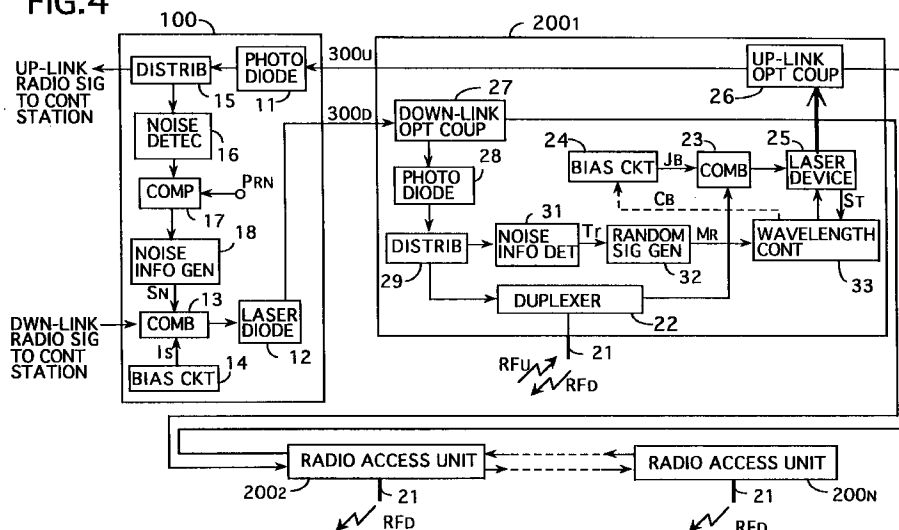 FIG.4
100
2001
UP-LINK
RADIO SIG
TO CONT
STATION
DISTRIB
15
PHOTO
DIODE
11
300U
UP-LINK
OPT COUP
26
NOISE
DETEC
16
300D
27
DOWN-LINK
OPT COUP
28
PHOTO
DIODE
24
BIAS CKT
JB
23
COMB
25
LASER
DEVICE
ST
COMP
17
PRN
CB
18
NOISE
INFO GEN
SN
DISTRIB
29
31
NOISE
INFO DET
Tr
RANDOM
SIG GEN
32
MR
WAVELENGTH
CONT
33
DWN-LINK
RADIO SIG
TO CONT
STATION
13
COMB
LASER
DIODE
12
IS
14
BIAS CKT
DUPLEXER
22
21
RFU
RFD
RADIO ACCESS UNIT
2002
21
RFD
RADIO ACCESS UNIT
200N
21
RFD